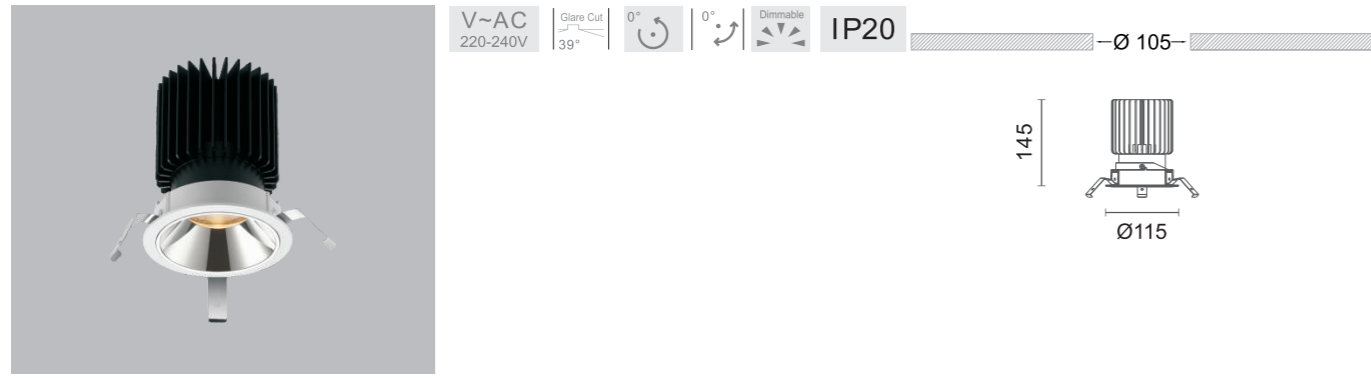 V~AC
220-240V
Glare Cut
39°
0°
0°
Dimmable
IP20
Ø 105
145
Ø115